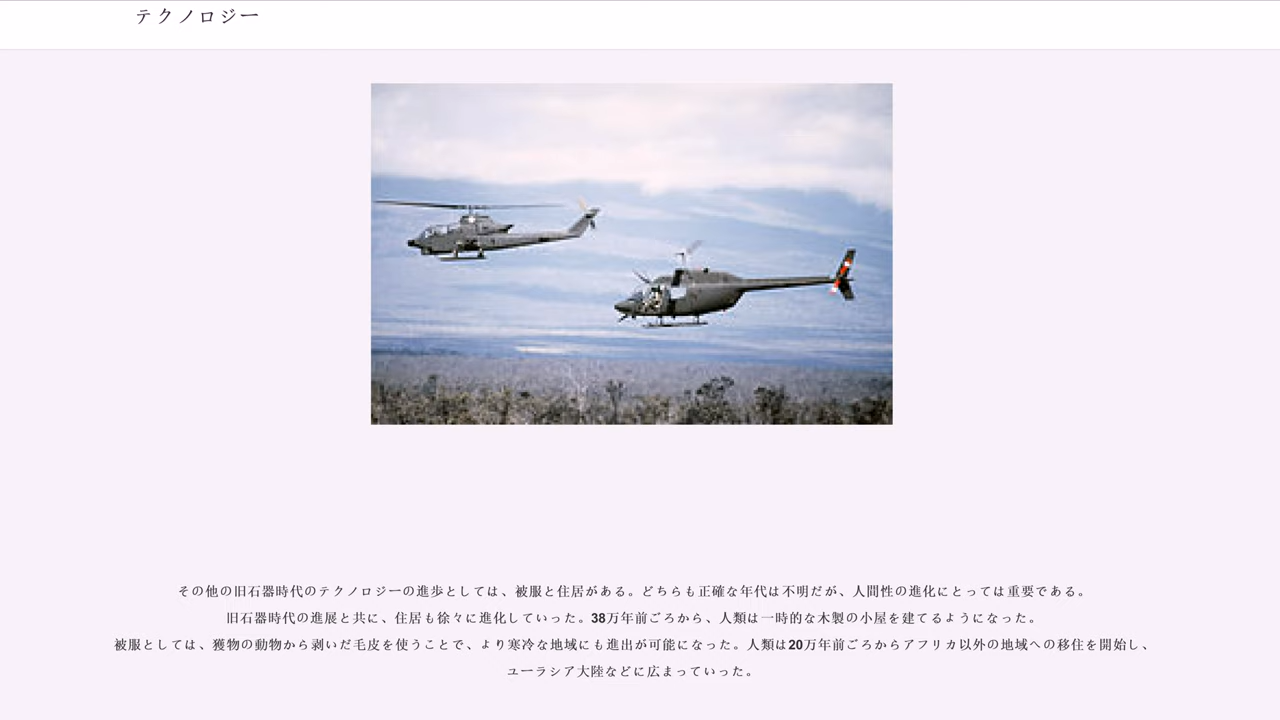 テクノロジー
その他の旧石器時代のテクノロジーの進歩としては、被服と住居がある。どちらも正確な年代は不明だが、人間性の進化にとっては重要である。
旧石器時代の進展と共に、住居も徐々に進化していった。38万年前ごろから、人類は一時的な木製の小屋を建てるようになった。
被服としては、獲物の動物から剥いだ毛皮を使うことで、より寒冷な地域にも進出が可能になった。人類は20万年前ごろからアフリカ以外の地域への移住を開始し、
ユーラシア大陸などに広まっていった。